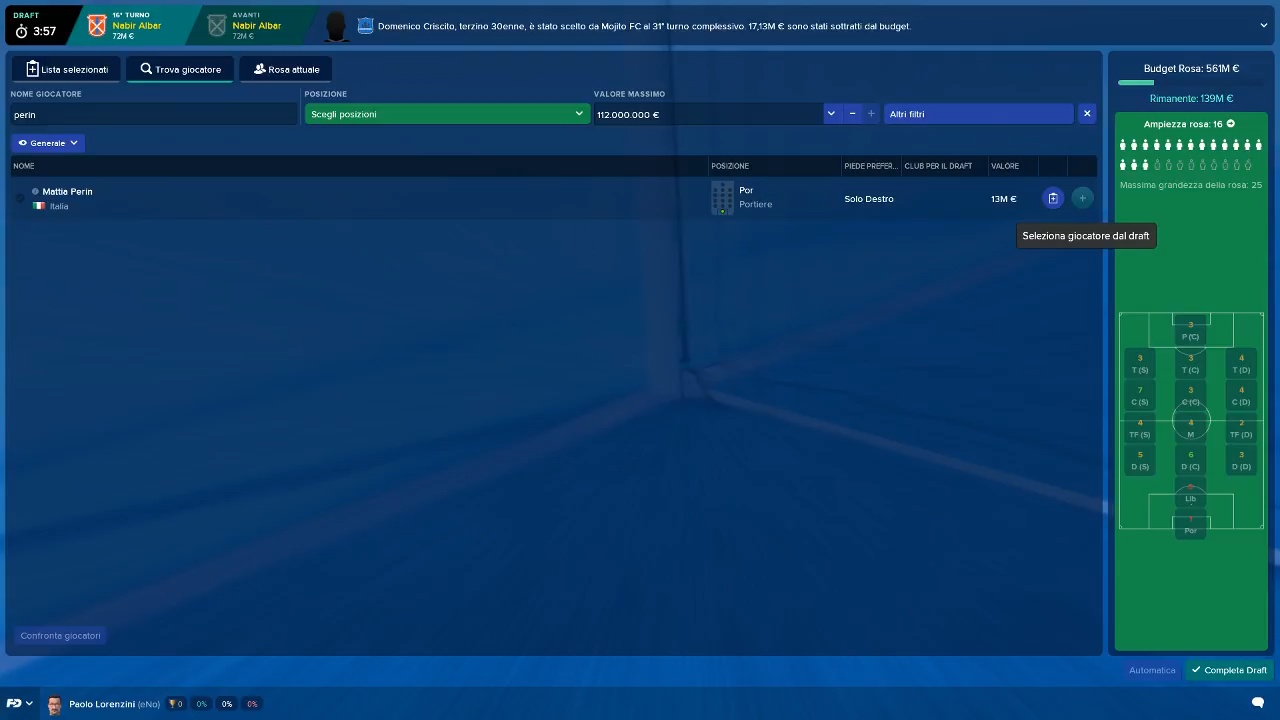 DRAFT
3:57
16° TURNO
Nabir Albar
72M €
AVANTI
Nabir Albar
72M €
Domenico Criscito, terzino 30enne, è stato scelto da Mojito FC al 31° turno complessivo. 17,13M € sono stati sottratti dal budget.
Lista selezionati
Trova giocatore
Rosa attuale
NOME GIOCATORE
POSIZIONE
VALORE MASSIMO
perin
Scegli posizioni
112.000.000 €
Altri filtri
Generale
NOME
POSIZIONE
PIEDE PREFER...
CLUB PER IL DRAFT
VALORE
Mattia Perin
Italia
Por
Portiere
Solo Destro
13M €
Seleziona giocatore dal draft
Confronta giocatori
Budget Rosa: 561M €
Rimanente: 139M €
Ampiezza rosa: 16
Massima grandezza della rosa: 25
3
P (C)
3
T (S)
3
T (C)
4
T (D)
7
C (S)
3
C (C)
4
C (D)
4
TF (S)
4
M
2
TF (D)
5
D (S)
6
D (C)
3
D (D)
Lib
1
Por
Automatica
Completa Draft
FD
Paolo Lorenzini (eNo)
0
0%
0%
0%